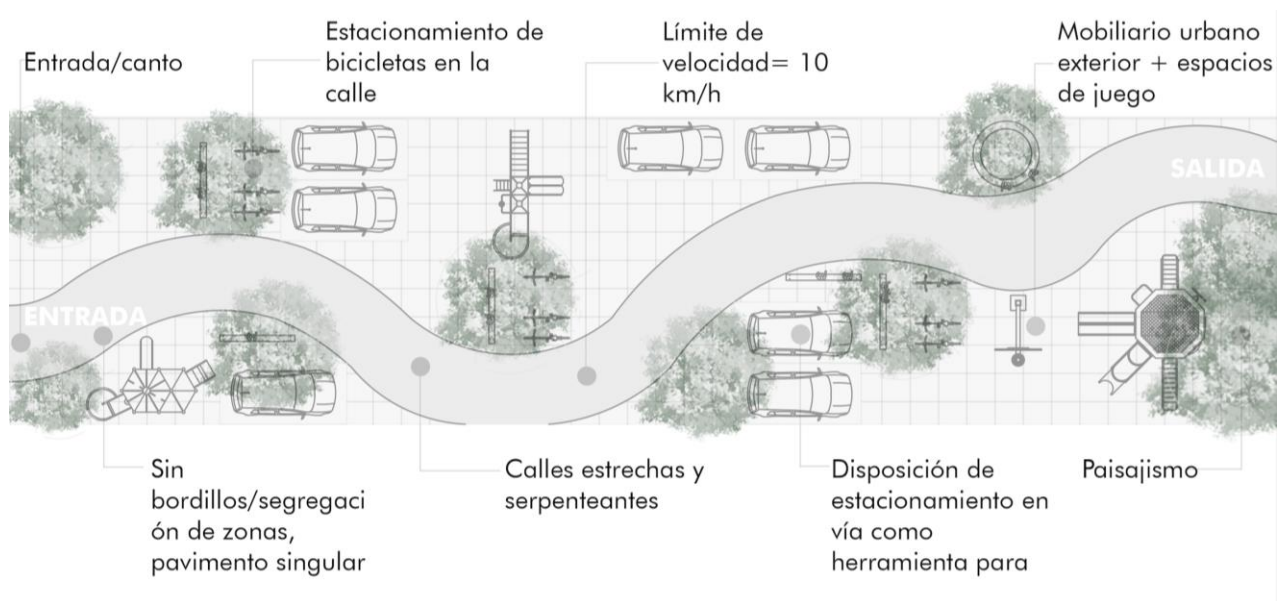 Entrada/canto
Estacionamiento de
bicicletas en la
calle
Límite de
velocidad= 10
km/h
Mobiliario urbano
exterior + espacios
de juego
SALIDA
ENTRADA
Sin
bordillos/segregaci
ón de zonas,
pavimento singular
Calles estrechas y
serpenteantes
Disposición de
estacionamiento en
vía como
herramienta para
Paisajismo